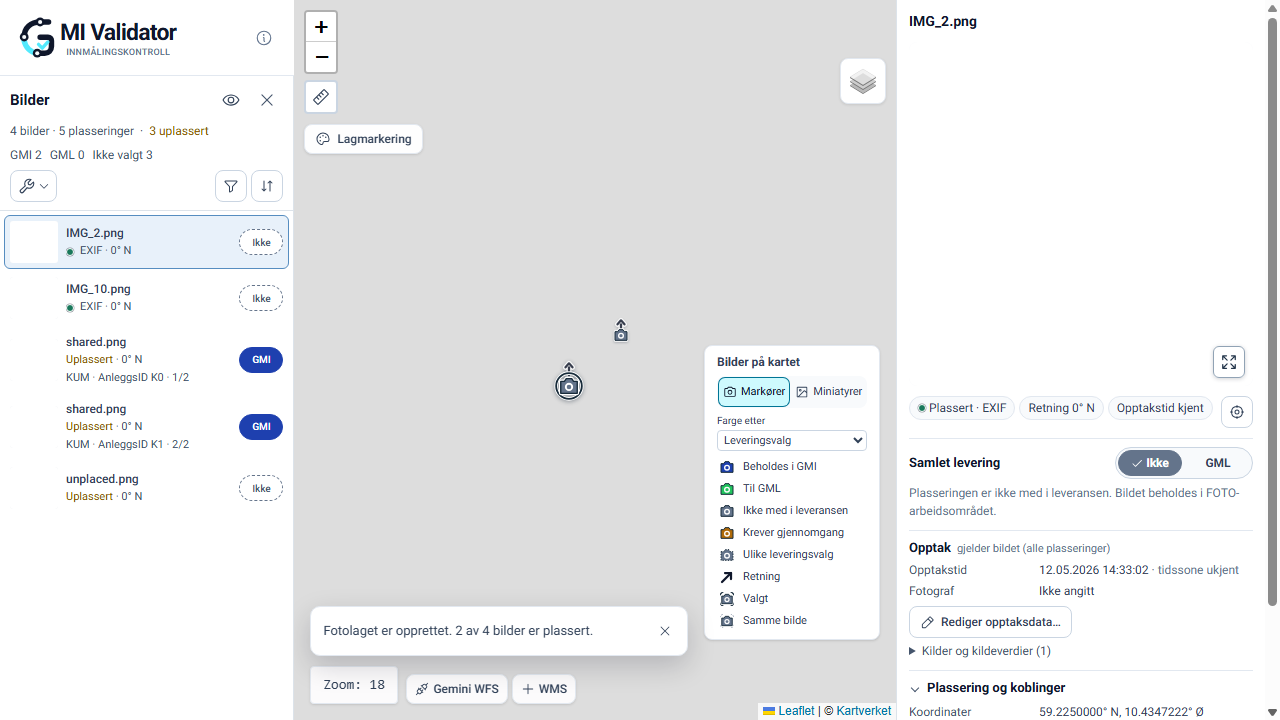 MI Validator
INNMÅLINGSKONTROLL
Bilder
4 bilder · 5 plasseringer · 3 uplassert
GMI 2 GML 0 Ikke valgt 3
IMG_2.png
EXIF · 0° N
Ikke
IMG_10.png
EXIF · 0° N
Ikke
shared.png
Uplassert · 0° N
KUM · AnleggsID K0 · 1/2
GMI
shared.png
Uplassert · 0° N
KUM · AnleggsID K1 · 2/2
GMI
unplaced.png
Uplassert · 0° N
Ikke
+
−
Lagmarkering
Bilder på kartet
Markører
Miniatyrer
Farge etter
Leveringsvalg
Beholdes i GMI
Til GML
Ikke med i leveransen
Krever gjennomgang
Ulike leveringsvalg
Retning
Valgt
Samme bilde
Fotolaget er opprettet. 2 av 4 bilder er plassert.
Zoom: 18
Gemini WFS
WMS
Leaflet | © Kartverket
IMG_2.png
Plassert · EXIF
Retning 0° N
Opptakstid kjent
Samlet levering
Ikke
GML
Plasseringen er ikke med i leveransen. Bildet beholdes i FOTO-
arbeidsområdet.
Opptak gjelder bildet (alle plasseringer)
Opptakstid 12.05.2026 14:33:02 · tidssone ukjent
Fotograf Ikke angitt
Rediger opptaksdata…
Kilder og kildeverdier (1)
Plassering og koblinger
Koordinater 59.2250000° N, 10.4347222° Ø